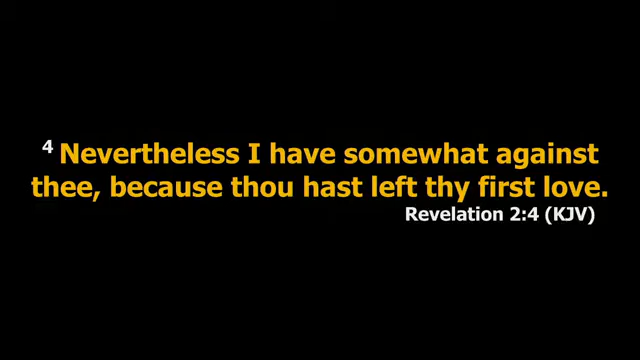 4 Nevertheless I have somewhat against
thee, because thou hast left thy first love.
Revelation 2:4 (KJV)